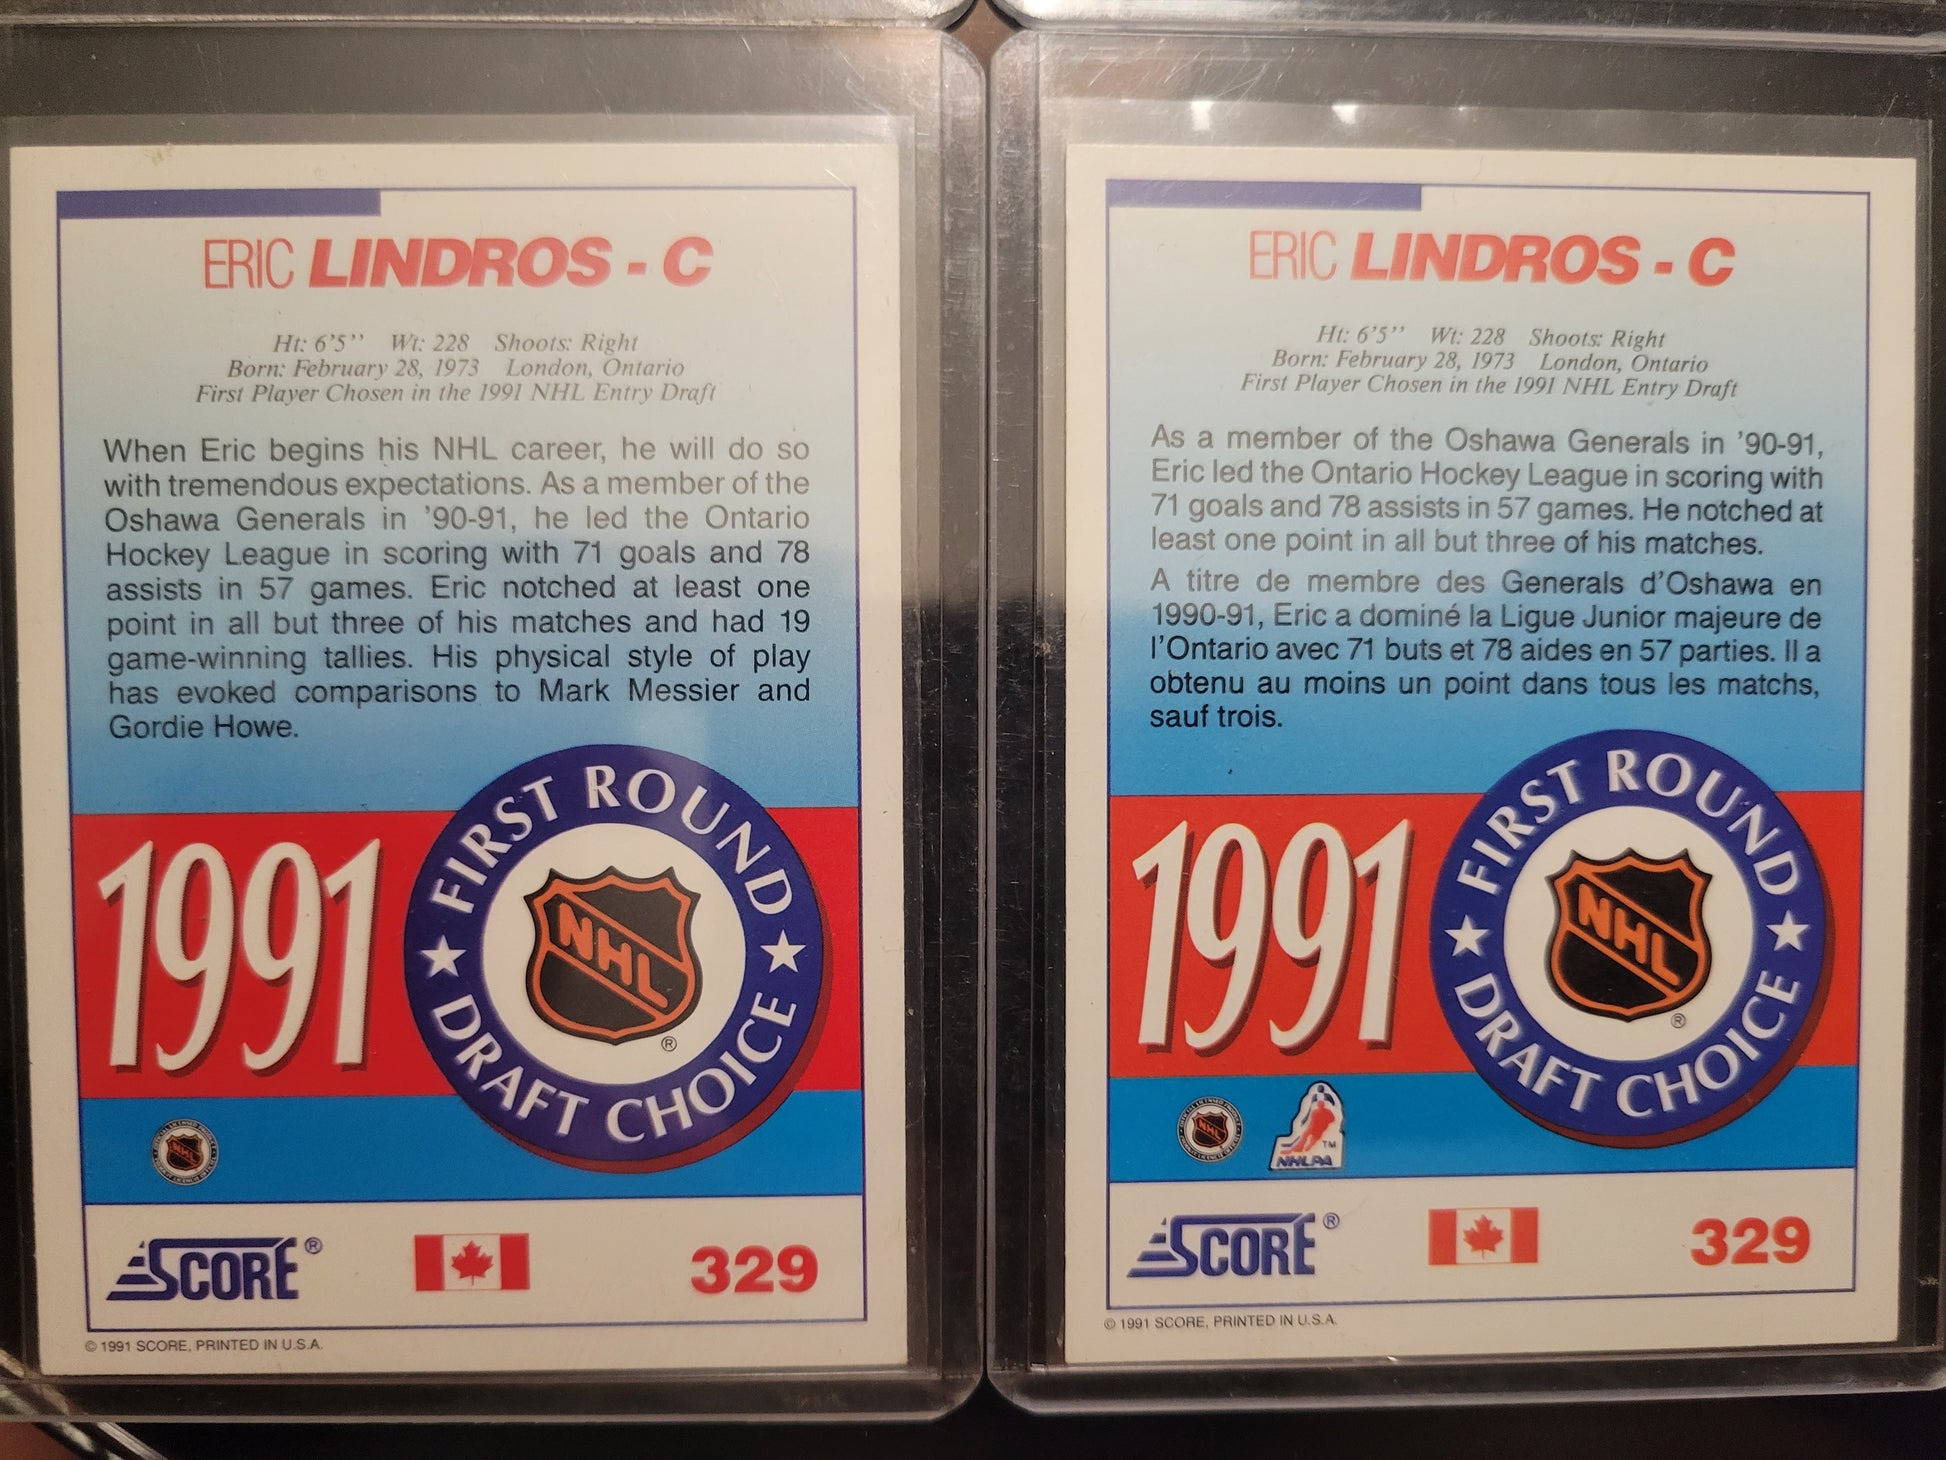 ERIC LINDROS - C
Ht: 6'5'' Wt: 228 Shoots: Right
Born: February 28, 1973 London, Ontario
First Player Chosen in the 1991 NHL Entry Draft
When Eric begins his NHL career, he will do so
with tremendous expectations. As a member of the
Oshawa Generals in '90-91, he led the Ontario
Hockey League in scoring with 71 goals and 78
assists in 57 games. Eric notched at least one
point in all but three of his matches and had 19
game-winning tallies. His physical style of play
has evoked comparisons to Mark Messier and
Gordie Howe.
1991
FIRST ROUND
NHL
®
DRAFT CHOICE
NHL
SCORE®
329
© 1991 SCORE, PRINTED IN U.S.A.
ERIC LINDROS - C
Ht: 6'5'' Wt: 228 Shoots: Right
Born: February 28, 1973 London, Ontario
First Player Chosen in the 1991 NHL Entry Draft
As a member of the Oshawa Generals in '90-91,
Eric led the Ontario Hockey League in scoring with
71 goals and 78 assists in 57 games. He notched at
least one point in all but three of his matches.
A titre de membre des Generals d'Oshawa en
1990-91, Eric a dominé la Ligue Junior majeure de
l'Ontario avec 71 buts et 78 aides en 57 parties. Il a
obtenu au moins un point dans tous les matchs,
sauf trois.
1991
FIRST ROUND
NHL
®
DRAFT CHOICE
NHL
TM
NHLPA
SCORE®
329
© 1991 SCORE, PRINTED IN U.S.A.